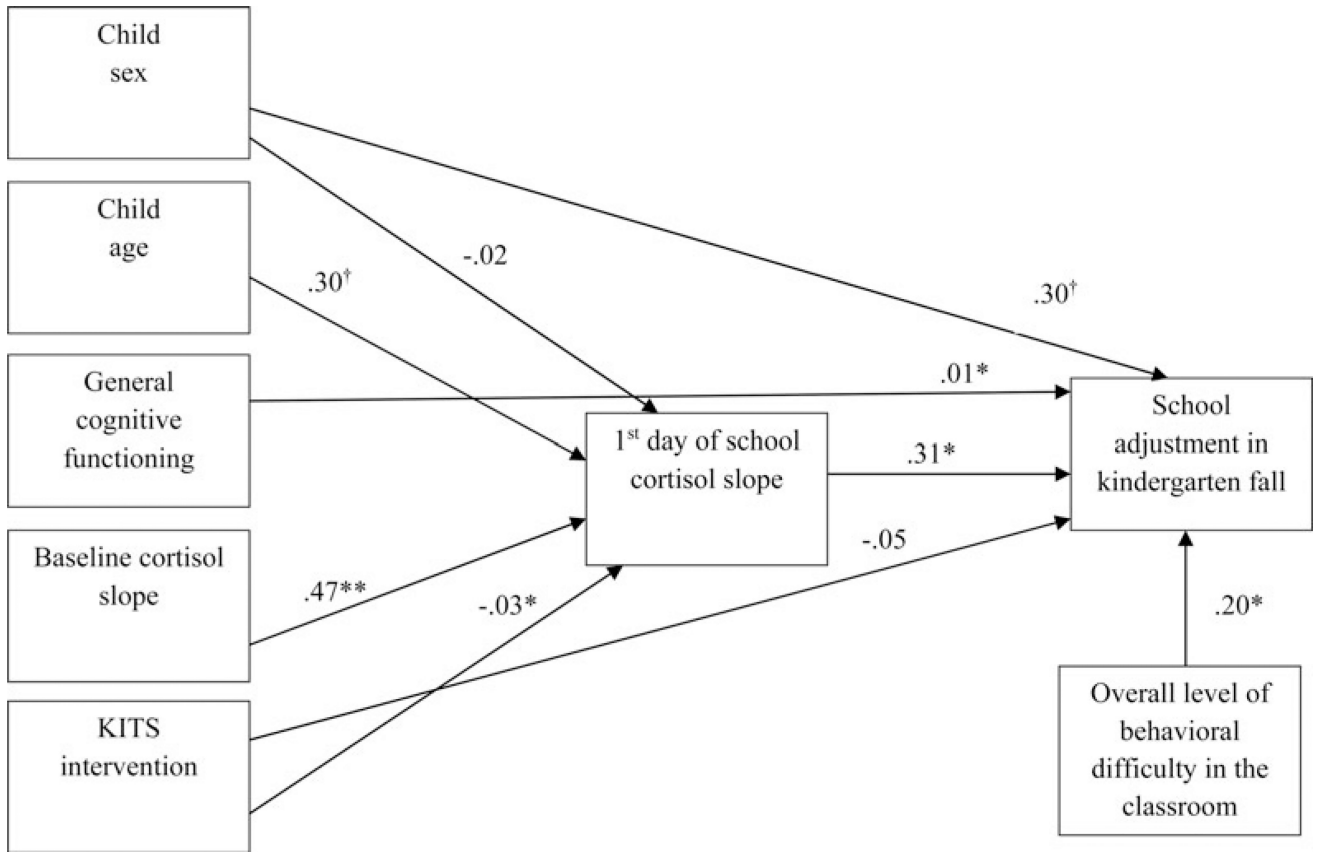 Child
sex
Child
age
General
cognitive
functioning
Baseline cortisol
slope
KITS
intervention
-.02
.30†
.30†
.01*
.47**
-.03*
1st day of school
cortisol slope
.31*
-.05
School
adjustment in
kindergarten fall
.20*
Overall level of
behavioral
difficulty in the
classroom